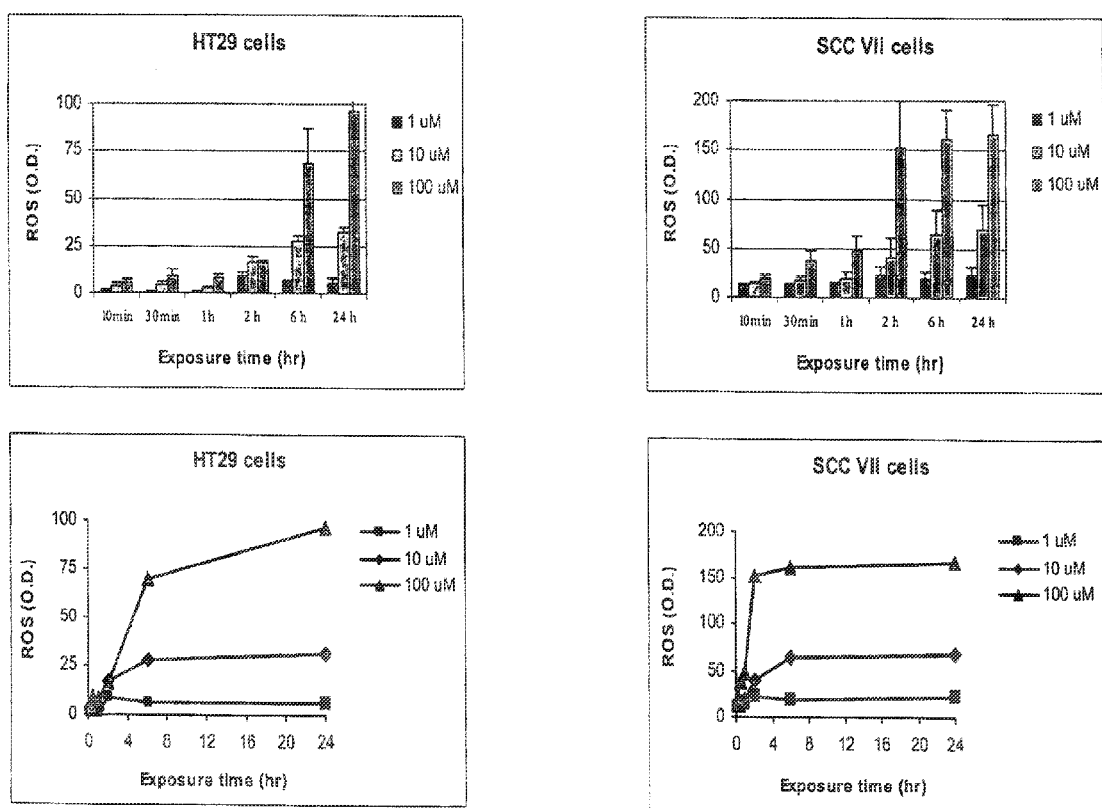 HT29 cells
100
75
50
25
0
ROS (O.D.)
10min 30min 1h 2 h 6 h 24 h
Exposure time (hr)
1 uM
10 uM
100 uM
SCC VII cells
200
150
100
50
0
ROS (O.D.)
10min 30min 1h 2 h 6 h 24 h
Exposure time (hr)
1 uM
10 uM
100 uM
HT29 cells
100
75
50
25
0
ROS (O.D.)
0 4 8 12 16 20 24
Exposure time (hr)
1 uM
10 uM
100 uM
SCC VII cells
200
150
100
50
0
ROS (O.D.)
0 4 8 12 16 20 24
Exposure time (hr)
1 uM
10 uM
100 uM